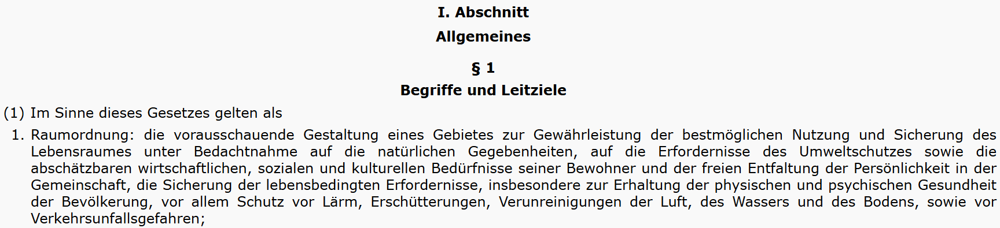 I. Abschnitt
Allgemeines
§ 1
Begriffe und Leitziele
(1) Im Sinne dieses Gesetzes gelten als
1. Raumordnung: die vorausschauende Gestaltung eines Gebietes zur Gewährleistung der bestmöglichen Nutzung und Sicherung des
Lebensraumes unter Bedachtnahme auf die natürlichen Gegebenheiten, auf die Erfordernisse des Umweltschutzes sowie die
abschätzbaren wirtschaftlichen, sozialen und kulturellen Bedürfnisse seiner Bewohner und der freien Entfaltung der Persönlichkeit in der
Gemeinschaft, die Sicherung der lebensbedingten Erfordernisse, insbesondere zur Erhaltung der physischen und psychischen Gesundheit
der Bevölkerung, vor allem Schutz vor Lärm, Erschütterungen, Verunreinigungen der Luft, des Wassers und des Bodens, sowie vor
Verkehrsunfallsgefahren;